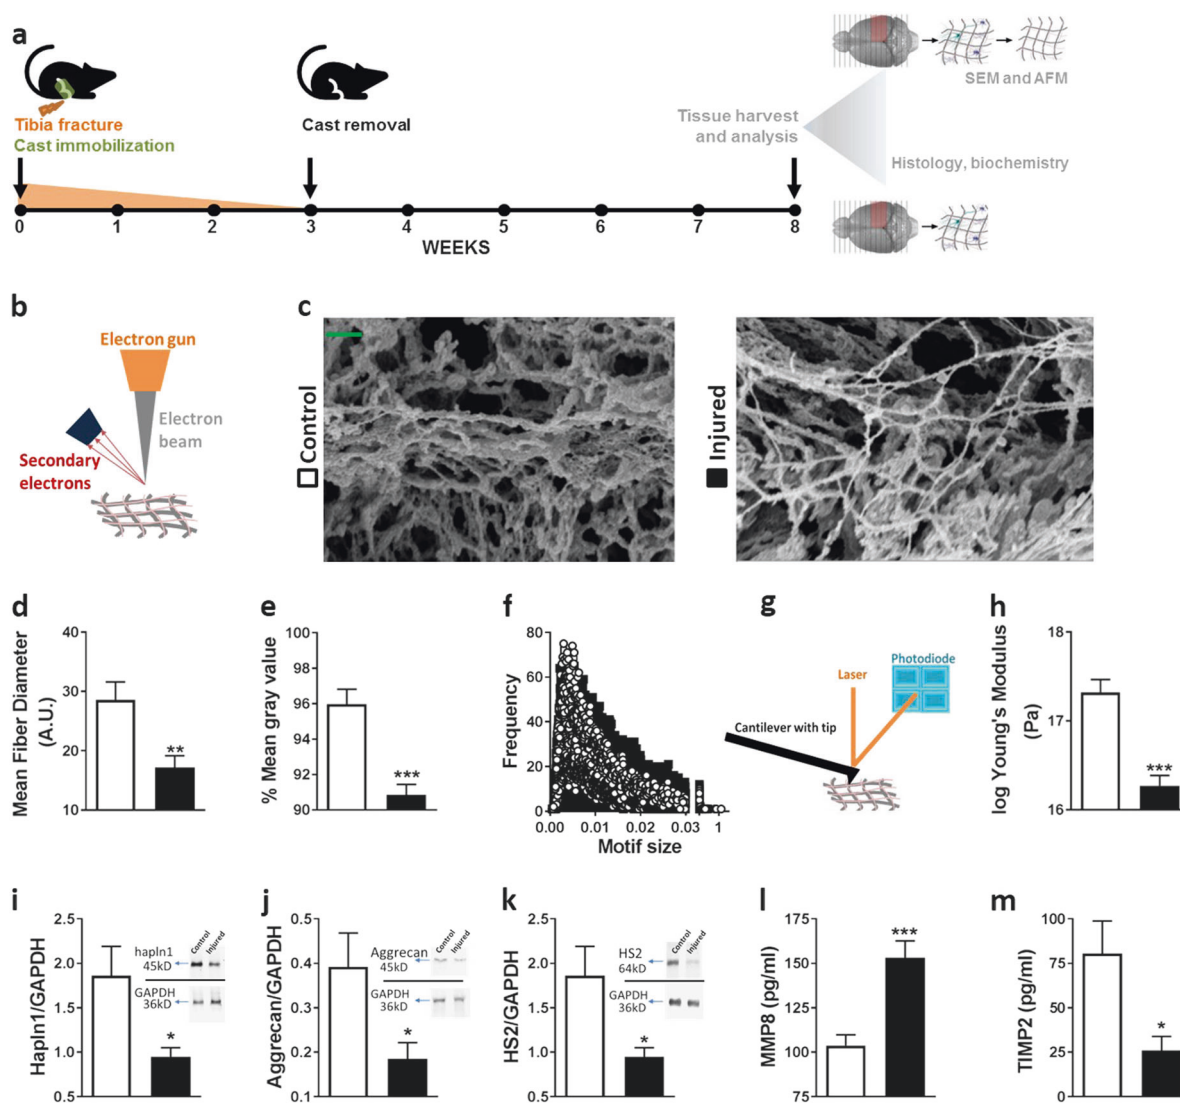 a
Tibia fracture
Cast immobilization
Cast removal
Tissue harvest
and analysis
SEM and AFM
Histology, biochemistry
0 1 2 3 4 5 6 7 8
WEEKS
b
Electron gun
Electron
beam
Secondary
electrons
c
Control
Injured
d
Mean Fiber Diameter
(A.U.)
40
30
20
10
**
e
% Mean gray value
100
98
96
94
92
90
***
f
Frequency
80
60
40
20
0
0.00 0.01 0.02 0.03 1
Motif size
g
Laser
Photodiode
Cantilever with tip
h
log Young's Modulus
(Pa)
18
17
16
***
i
Hapln1/GAPDH
2.5
2.0
1.5
1.0
0.5
*
Control
Injured
hapln1
45kD
GAPDH
36kD
j
Aggrecan/GAPDH
0.5
0.4
0.3
0.2
0.1
*
Control
Injured
Aggrecan
45kD
GAPDH
36kD
k
HS2/GAPDH
2.5
2.0
1.5
1.0
0.5
*
Control
Injured
HS2
64kD
GAPDH
36kD
l
MMP8 (pg/ml)
175
150
125
100
75
***
m
TIMP2 (pg/ml)
100
75
50
25
0
*